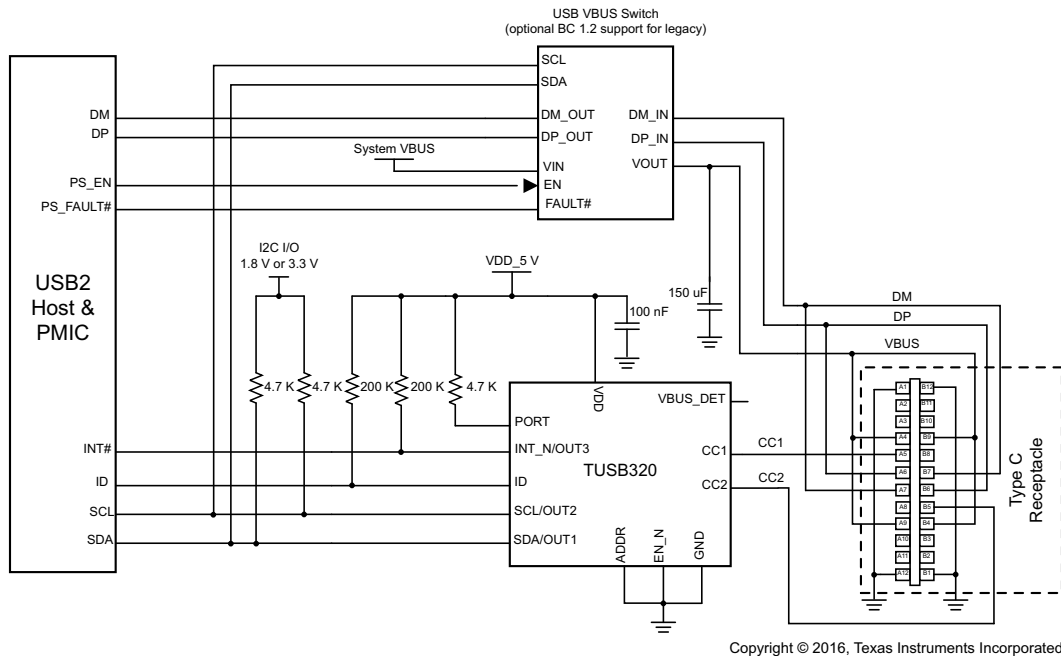 USB VBUS Switch
(optional BC 1.2 support for legacy)
SCL
SDA
DM
DM_OUT
DM_IN
DP
DP_OUT
DP_IN
System VBUS
VIN
VOUT
PS_EN
EN
PS_FAULT#
FAULT#
I2C I/O
1.8 V or 3.3 V
VDD_5 V
USB2
Host &
PMIC
150 uF
100 nF
DM
DP
VBUS
4.7 K
4.7 K
200 K
200 K
4.7 K
VDD
VBUS_DET
PORT
INT#
INT_N/OUT3
CC1
CC1
TUSB320
ID
ID
CC2
CC2
SCL
SCL/OUT2
SDA
SDA/OUT1
ADDR
EN_N
GND
A1 B12
A2 B11
A3 B10
A4 B9
A5 B8
A6 B7
A7 B6
A8 B5
A9 B4
A10 B3
A11 B2
A12 B1
Type C
Receptacle
Copyright © 2016, Texas Instruments Incorporated